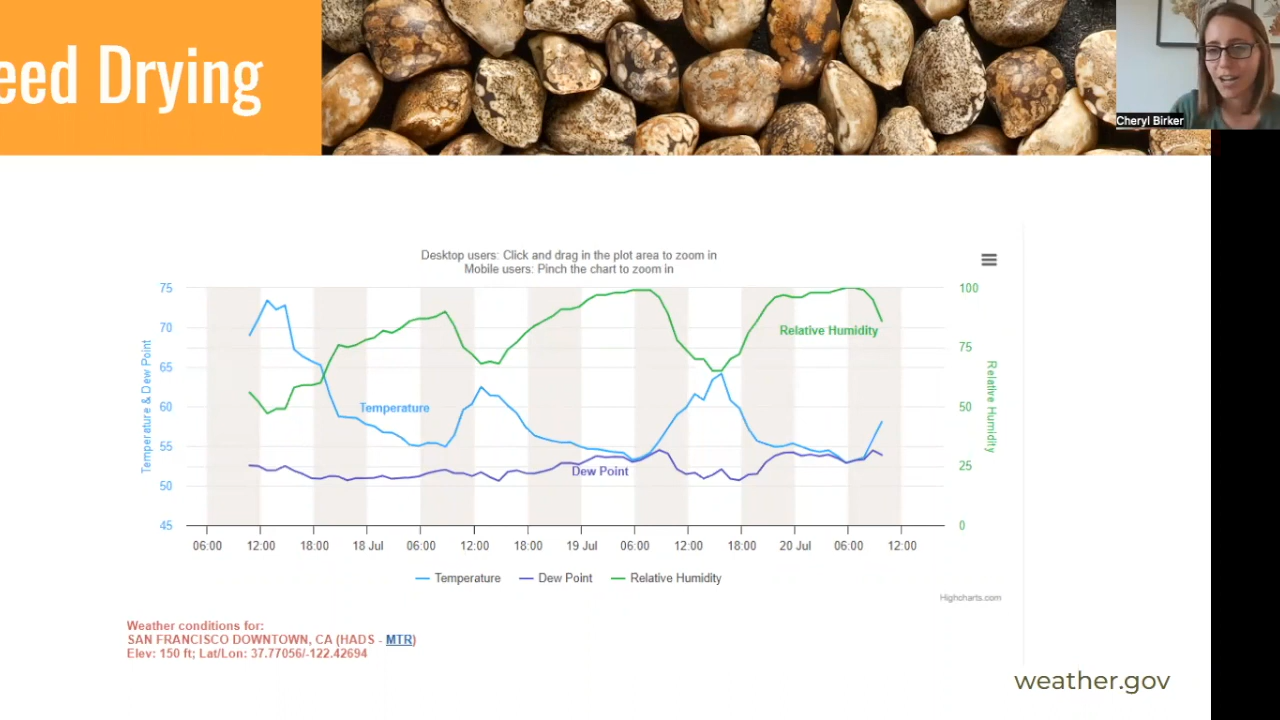 eed Drying
Cheryl Birker
Desktop users: Click and drag in the plot area to zoom in
Mobile users: Pinch the chart to zoom in
75
70
65
60
55
50
45
Temperature & Dew Point
100
75
50
25
0
Relative Humidity
Relative Humidity
Temperature
Dew Point
06:00 12:00 18:00 18 Jul 06:00 12:00 18:00 19 Jul 06:00 12:00 18:00 20 Jul 06:00 12:00
Temperature Dew Point Relative Humidity
Highcharts.com
Weather conditions for:
SAN FRANCISCO DOWNTOWN, CA (HADS - MTR)
Elev: 150 ft; Lat/Lon: 37.77056/-122.42694
weather.gov